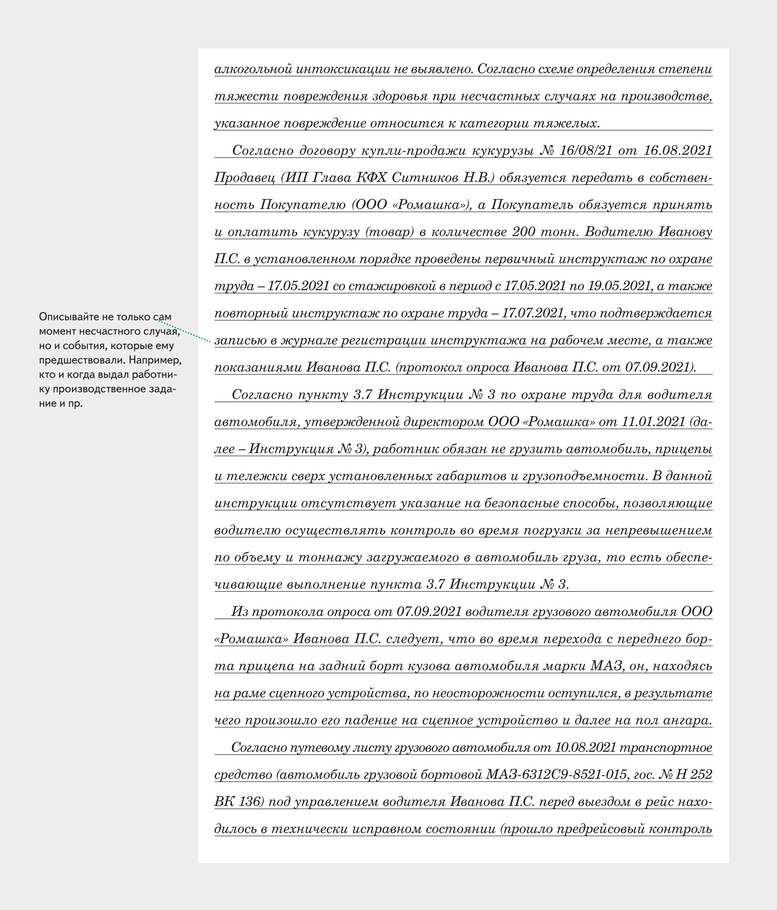 алкогольной интоксикации не выявлено. Согласно схеме определения степени
тяжести повреждения здоровья при несчастных случаях на производстве,
указанное повреждение относится к категории тяжелых.
Согласно договору купли-продажи кукурузы № 16/08/21 от 16.08.2021
Продавец (ИП Глава КФХ Ситников Н.В.) обязуется передать в собствен-
ность Покупателю (ООО «Ромашка»), а Покупатель обязуется принять
и оплатить кукурузу (товар) в количестве 200 тонн. Водителю Иванову
П.С. в установленном порядке проведены первичный инструктаж по охране
труда – 17.05.2021 со стажировкой в период с 17.05.2021 по 19.05.2021, а также
повторный инструктаж по охране труда – 17.07.2021, что подтверждается
записью в журнале регистрации инструктажа на рабочем месте, а также
показаниями Иванова П.С. (протокол опроса Иванова П.С. от 07.09.2021).
Согласно пункту 3.7 Инструкции № 3 по охране труда для водителя
автомобиля, утвержденной директором ООО «Ромашка» от 11.01.2021 (да-
лее – Инструкция № 3), работник обязан не грузить автомобиль, прицепы
и тележки сверх установленных габаритов и грузоподъемности. В данной
инструкции отсутствует указание на безопасные способы, позволяющие
водителю осуществлять контроль во время погрузки за непревышением
по объему и тоннажу загружаемого в автомобиль груза, то есть обеспе-
чивающие выполнение пункта 3.7 Инструкции № 3.
Из протокола опроса от 07.09.2021 водителя грузового автомобиля ООО
«Ромашка» Иванова П.С. следует, что во время перехода с переднего бор-
та прицепа на задний борт кузова автомобиля марки МАЗ, он, находясь
на раме сцепного устройства, по неосторожности оступился, в результате
чего произошло его падение на сцепное устройство и далее на пол ангара.
Согласно путевому листу грузового автомобиля от 10.08.2021 транспортное
средство (автомобиль грузовой бортовой МАЗ-6312С9-8521-015, гос. № Н 252
ВК 136) под управлением водителя Иванова П.С. перед выездом в рейс нахо-
дилось в технически исправном состоянии (прошло предрейсовый контроль
Описывайте не только сам
момент несчастного случая,
но и события, которые ему
предшествовали. Например,
кто и когда выдал работни-
ку производственное зада-
ние и пр.